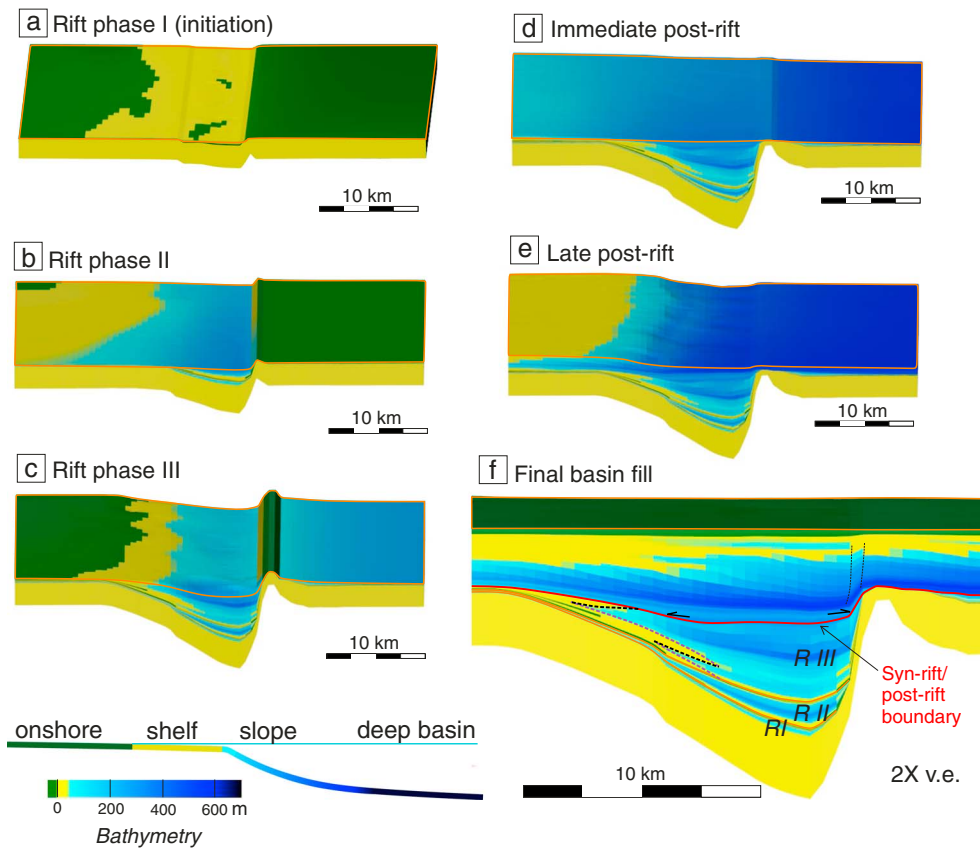 a Rift phase I (initiation)
10 km
b Rift phase II
10 km
c Rift phase III
10 km
onshore shelf slope deep basin
0 200 400 600 m
Bathymetry
d Immediate post-rift
10 km
e Late post-rift
10 km
f Final basin fill
R III
R II
RI
Syn-rift/
post-rift
boundary
10 km
2X v.e.